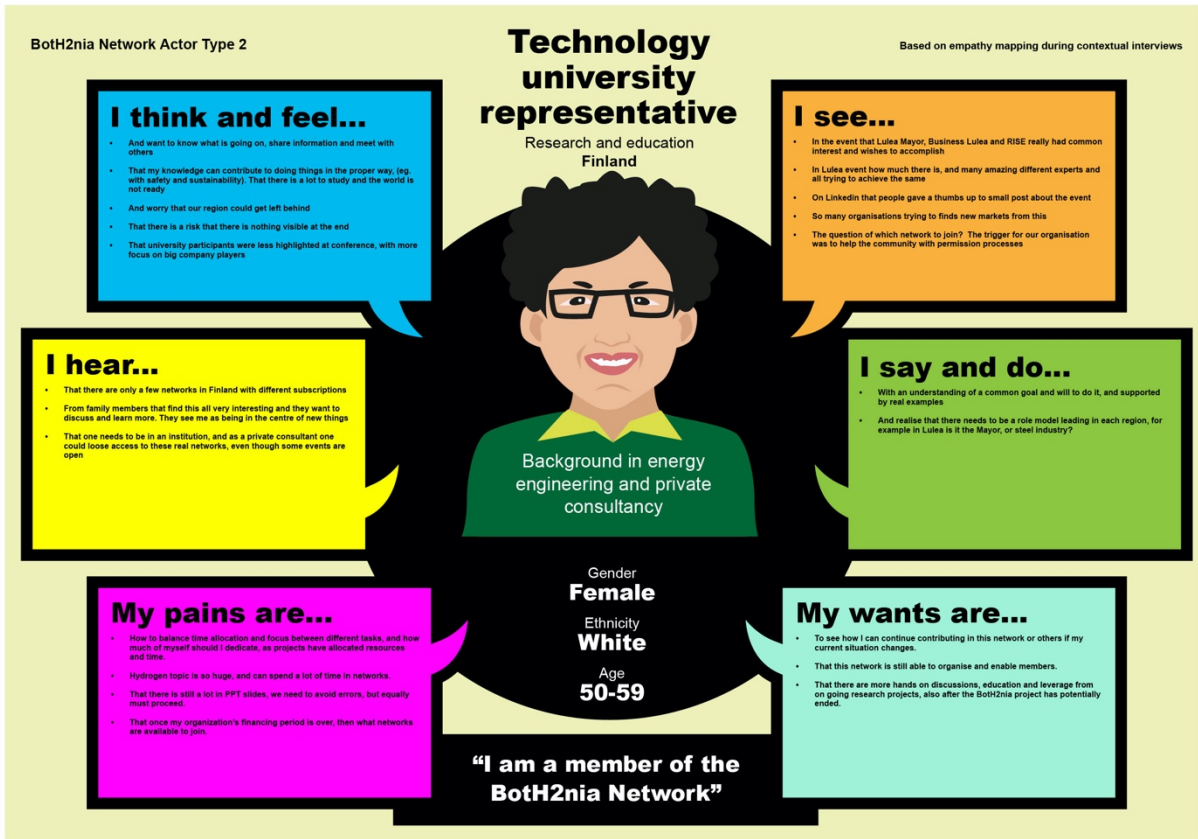 BotH2nia Network Actor Type 2
Technology
university
representative
Research and education
Finland
Based on empathy mapping during contextual interviews
I think and feel...
• And want to know what is going on, share information and meet with
others
• That my knowledge can contribute to doing things in the proper way, (eg.
with safety and sustainability). That there is a lot to study and the world is
not ready
• And worry that our region could get left behind
• That there is a risk that there is nothing visible at the end
• That university participants were less highlighted at conference, with more
focus on big company players
I see...
• In the event that Lulea Mayor, Business Lulea and RISE really had common
interest and wishes to accomplish
• In Lulea event how much there is, and many amazing different experts and
all trying to achieve the same
• On Linkedin that people gave a thumbs up to small post about the event
• So many organisations trying to finds new markets from this
• The question of which network to join? The trigger for our organisation
was to help the community with permission processes
I hear...
• That there are only a few networks in Finland with different subscriptions
• From family members that find this all very interesting and they want to
discuss and learn more. They see me as being in the centre of new things
• That one needs to be in an institution, and as a private consultant one
could loose access to these real networks, even though some events are
open
I say and do...
• With an understanding of a common goal and will to do it, and supported
by real examples
• And realise that there needs to be a role model leading in each region, for
example in Lulea is it the Mayor, or steel industry?
Background in energy
engineering and private
consultancy
Gender
Female
Ethnicity
White
Age
50-59
My pains are...
• How to balance time allocation and focus between different tasks, and how
much of myself should i dedicate, as projects have allocated resources
and time.
• Hydrogen topic is so huge, and can spend a lot of time in networks.
• That there is still a lot in PPT slides, we need to avoid errors, but equally
must proceed.
• That once my organization's financing period is over, then what networks
are available to join.
My wants are...
• To see how I can continue contributing in this network or others if my
current situation changes.
• That this network is still able to organise and enable members.
• That there are more hands on discussions, education and leverage from
on going research projects, also after the BotH2nia project has potentially
ended.
“I am a member of the
BotH2nia Network”